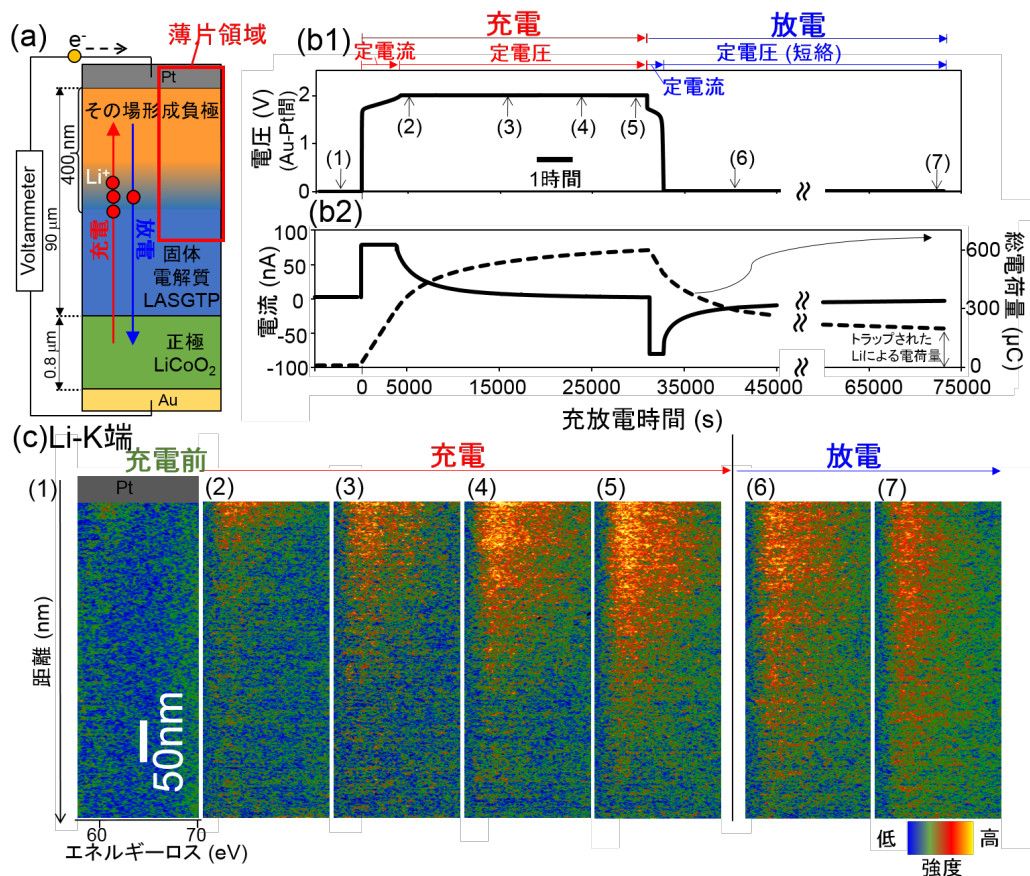 (a)
e-
薄片領域
Pt
その場形成負極
400 nm
Li+
充電
放電
Voltammeter
90 μm
固体
電解質
LASGTP
0.8 μm
正極
LiCoO2
Au
(b1)
充電
放電
定電流
定電圧
定電流
定電圧 (短絡)
電圧 (V)
(Au-Pt間)
2
1
0
(1)
(2)
(3)
(4)
(5)
(6)
(7)
1時間
(b2)
電流 (nA)
100
50
0
-50
-100
総電荷量 (μC)
600
300
0
トラップされた
Liによる電荷量
0
5000
15000
25000
35000
45000
65000
75000
充放電時間 (s)
(c)Li-K端
充電前
充電
放電
(1)
Pt
(2)
(3)
(4)
(5)
(6)
(7)
距離 (nm)
50nm
60
70
エネルギーロス (eV)
低
高
強度